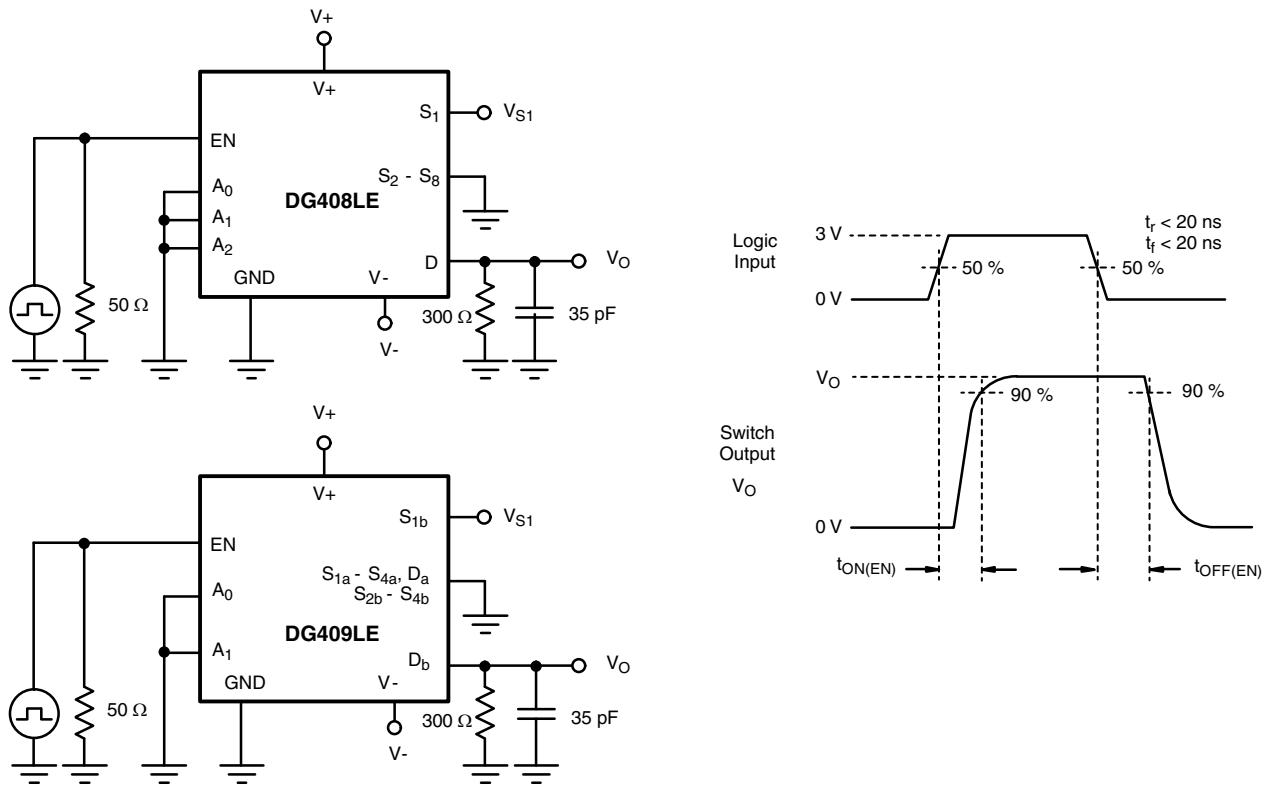 V+
V+
S1
VS1
EN
S2 - S8
A0
DG408LE
A1
A2
D
VO
GND
V-
50 Ω
300 Ω
35 pF
V-
V+
V+
S1b
VS1
EN
S1a - S4a, Da
S2b - S4b
A0
DG409LE
A1
Db
VO
GND
V-
50 Ω
300 Ω
35 pF
V-
Logic
Input
3 V
tr < 20 ns
tf < 20 ns
50 %
50 %
0 V
VO
90 %
90 %
Switch
Output
VO
0 V
tON(EN)
tOFF(EN)